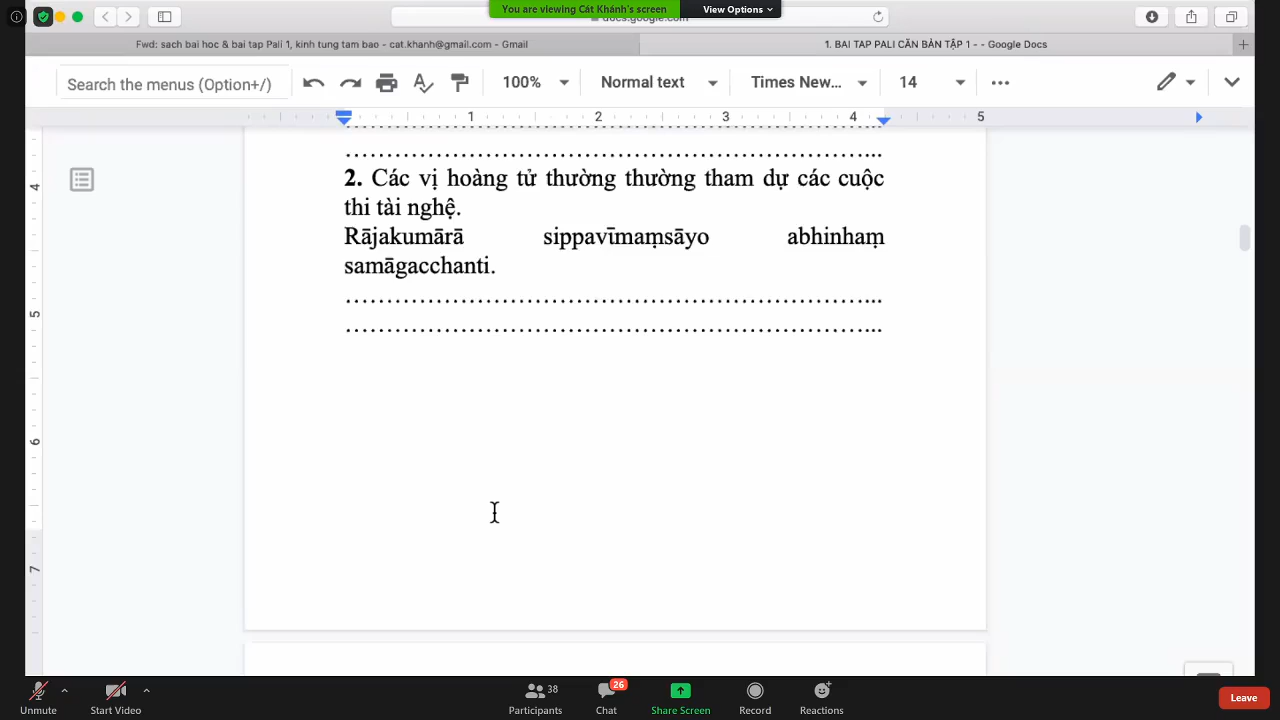 You are viewing Cát Khánh's screen
View Options
docs.google.com
Fwd: sach bai hoc & bai tap Pali 1, kinh tung tam bao - cat.khanh@gmail.com - Gmail
1. BAI TAP PALI CĂN BẢN TẬP 1 - - Google Docs
Search the menus (Option+/)
100%
Normal text
Times New...
14
1 2 3 4 5
4
5
6
7
……………………………………………………...
……………………………………………………...
2. Các vị hoàng tử thường thường tham dự các cuộc
thi tài nghệ.
Rājakumārā sippavīmaṃsāyo abhinhaṃ
samāgacchanti.
……………………………………………………...
……………………………………………………...
Unmute
Start Video
38
Participants
26
Chat
Share Screen
Record
Reactions
Leave